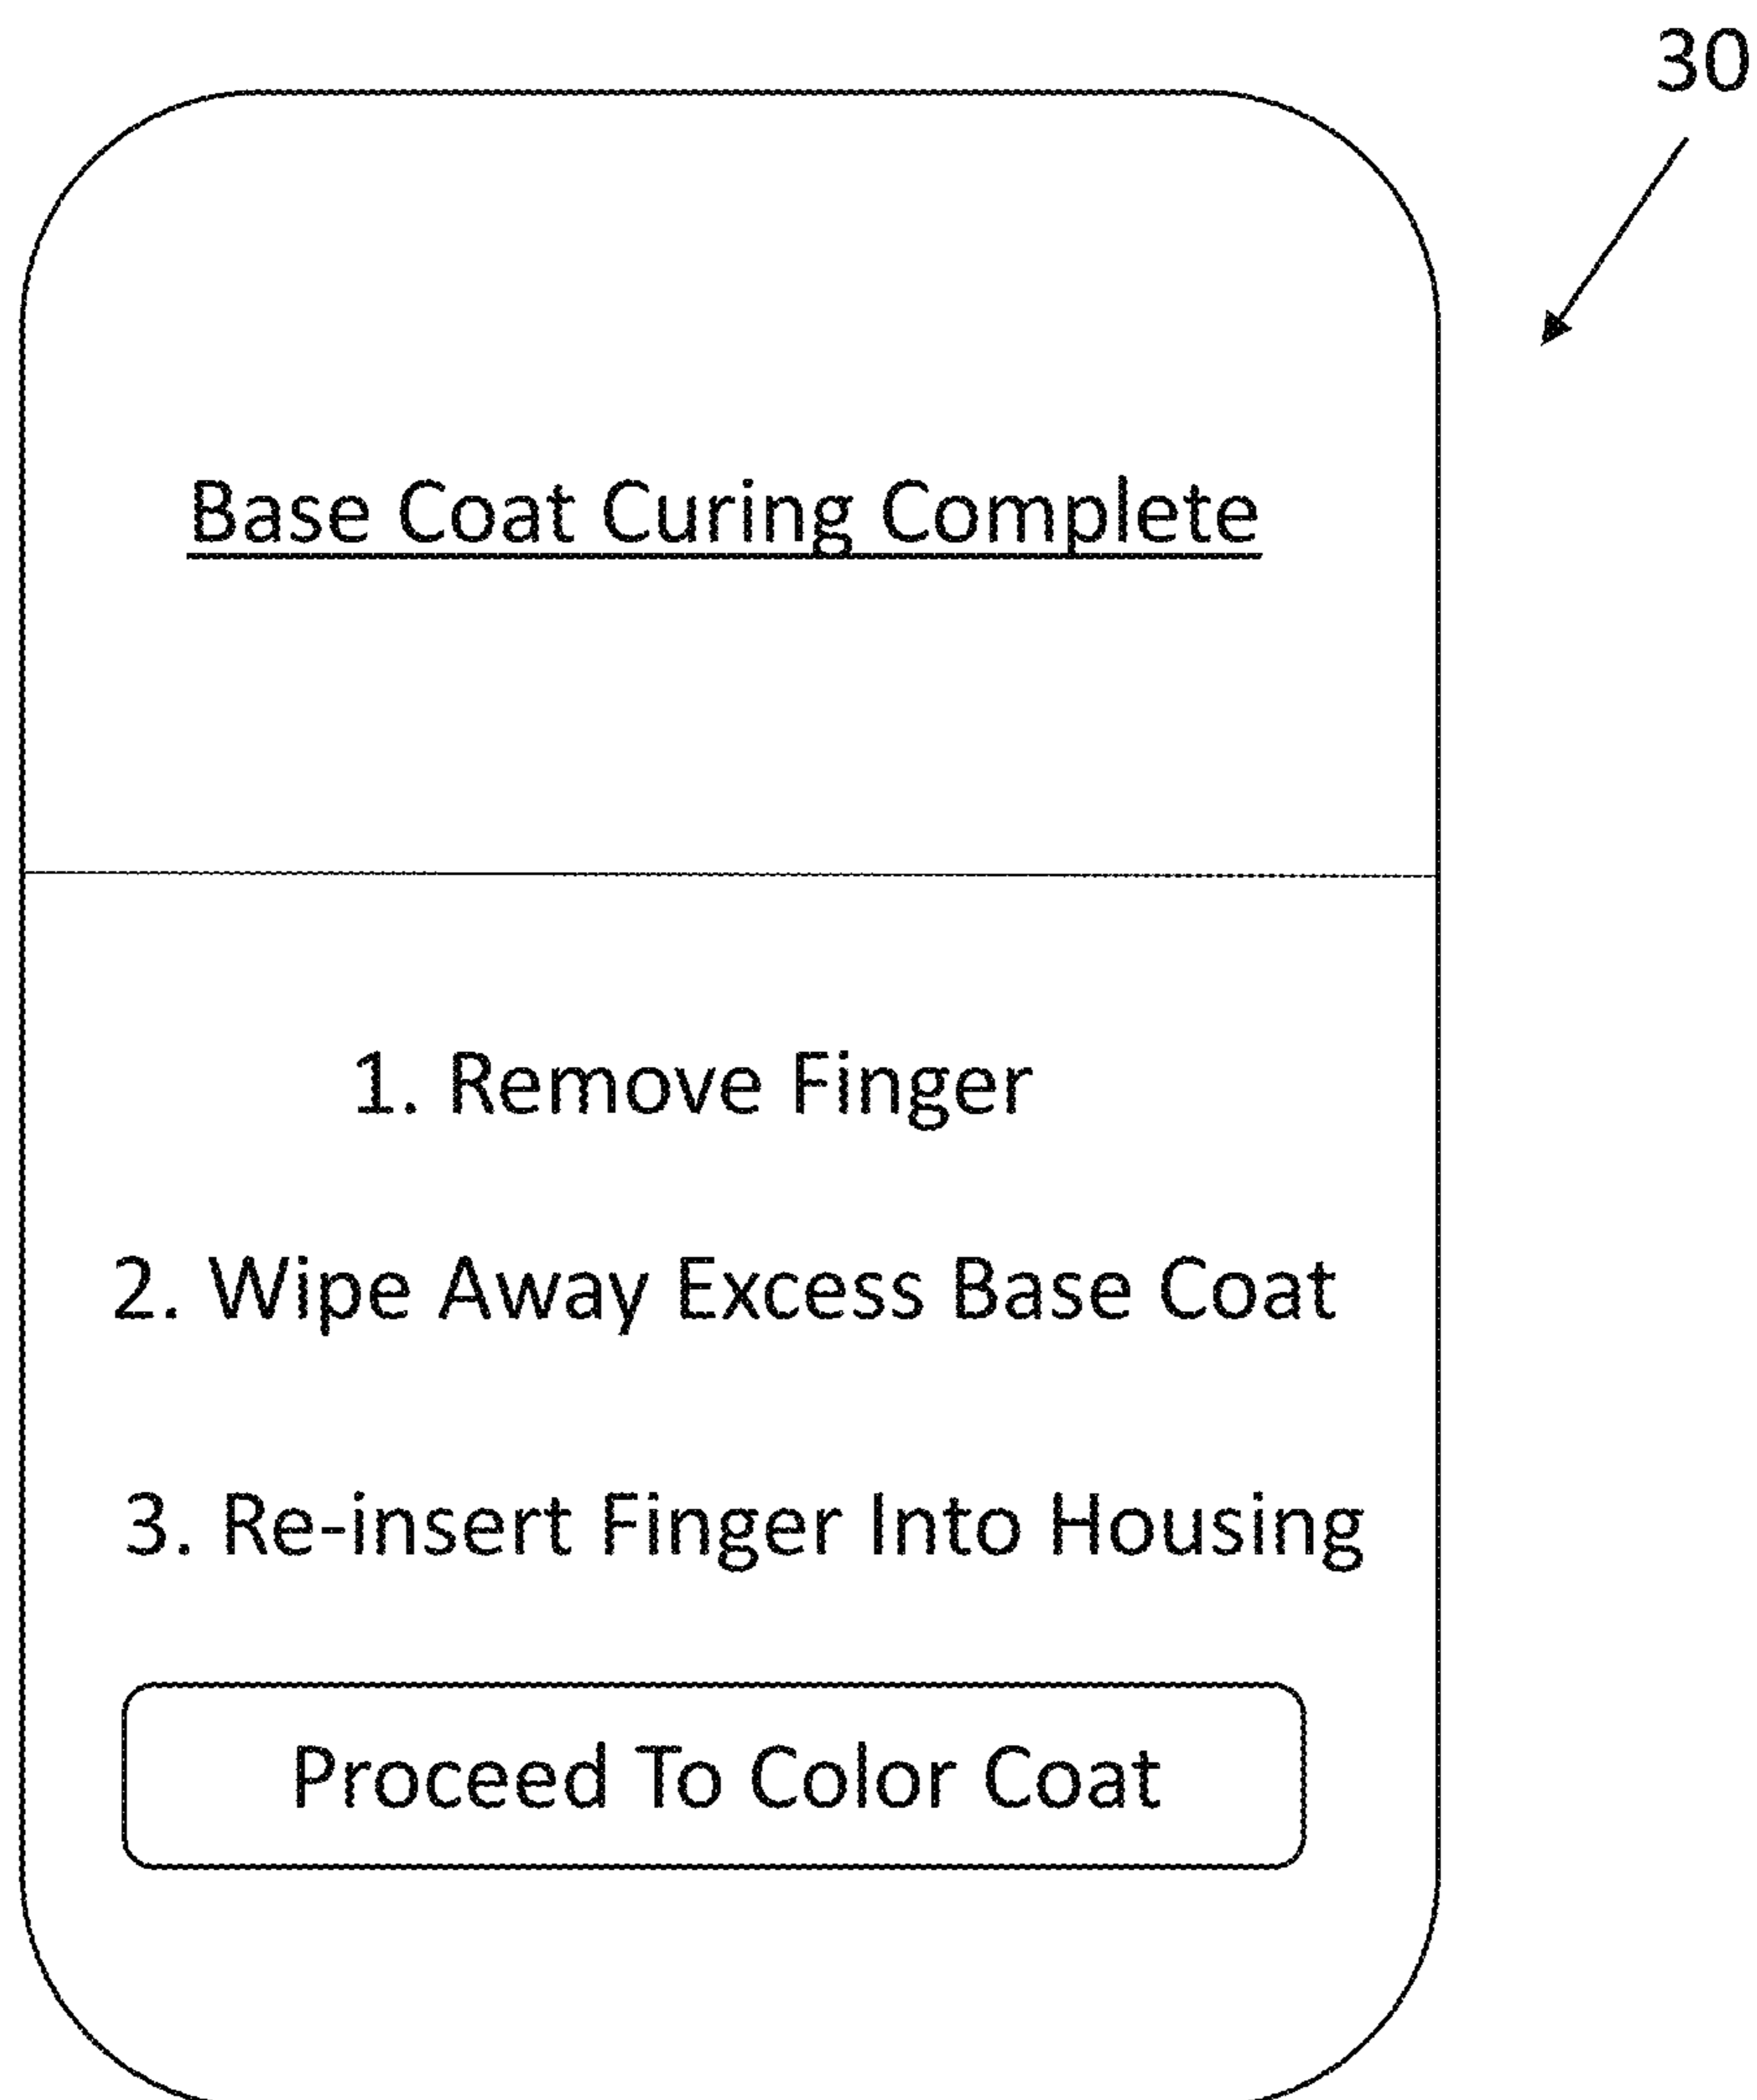 30
Base Coat Curing Complete
1. Remove Finger
2. Wipe Away Excess Base Coat
3. Re-insert Finger Into Housing
Proceed To Color Coat